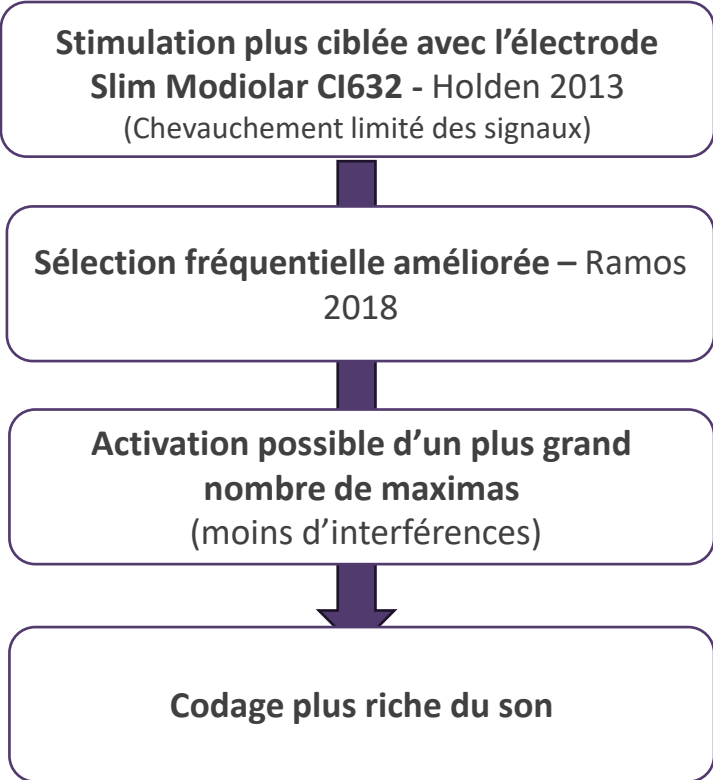 Stimulation plus ciblée avec l’électrode
Slim Modiolar CI632 - Holden 2013
(Chevauchement limité des signaux)
Sélection fréquentielle améliorée – Ramos
2018
Activation possible d’un plus grand
nombre de maximas
(moins d’interférences)
Codage plus riche du son